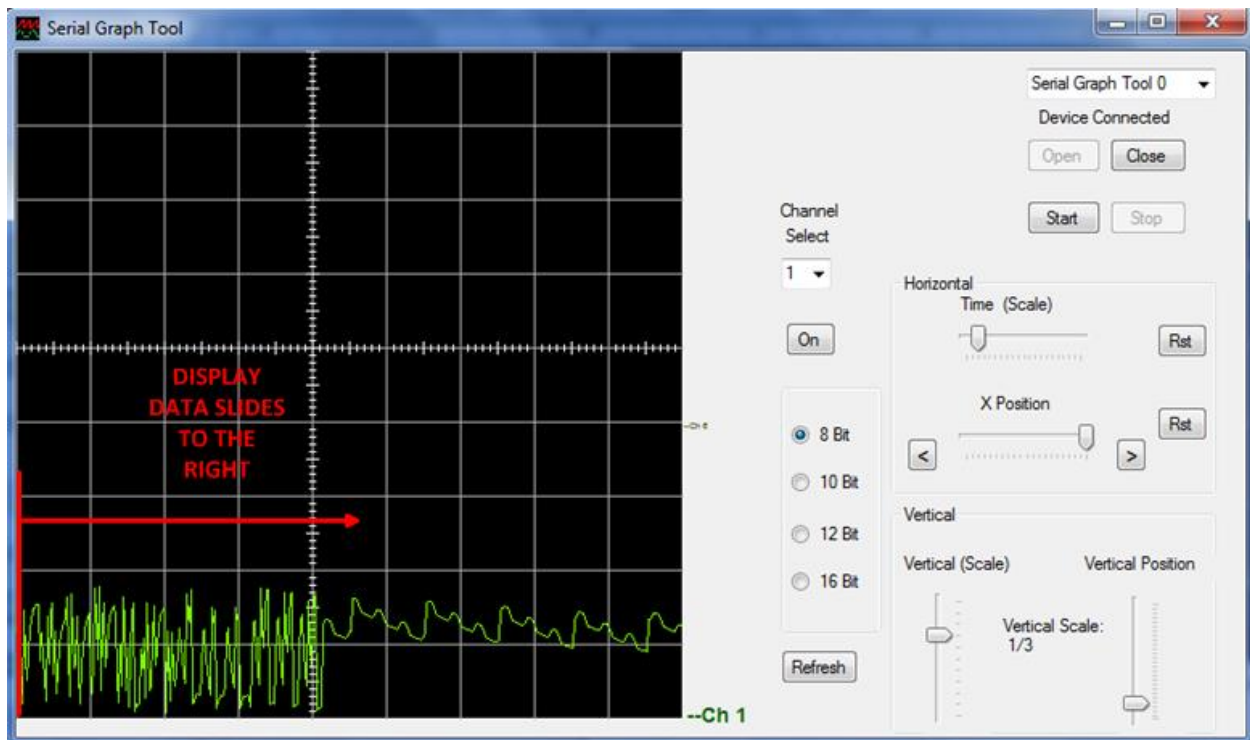 Serial Graph Tool
Serial Graph Tool 0
Device Connected
Open
Close
Start
Stop
Channel
Select
1
On
8 Bit
10 Bit
12 Bit
16 Bit
Refresh
Horizontal
Time (Scale)
Rst
X Position
Rst
<
>
Vertical
Vertical (Scale)
Vertical Position
Vertical Scale:
1/3
DISPLAY
DATA SLIDES
TO THE
RIGHT
--Ch 1